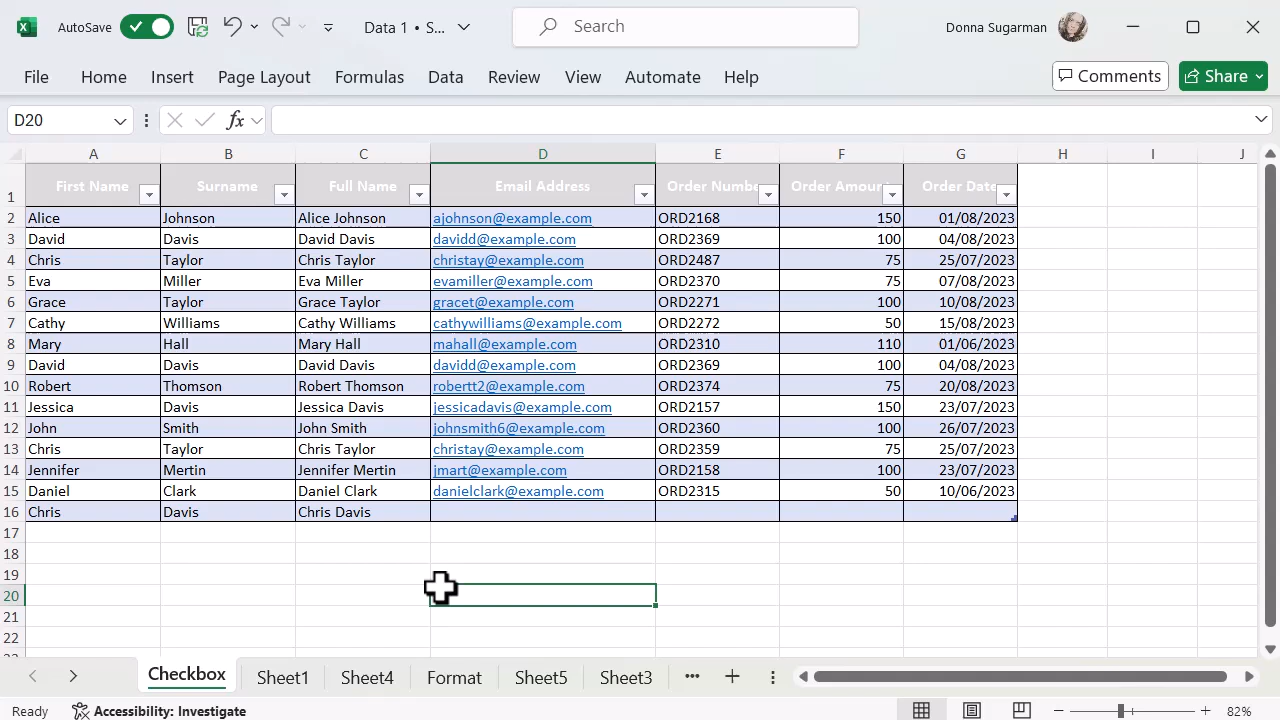 AutoSave Data 1 • S... Search Donna Sugarman
File Home Insert Page Layout Formulas Data Review View Automate Help Comments Share
D20 fx
A B C D E F G H I J
1 First Name Surname Full Name Email Address Order Numbe Order Amoun Order Date
2 Alice Johnson Alice Johnson ajohnson@example.com ORD2168 150 01/08/2023
3 David Davis David Davis davidd@example.com ORD2369 100 04/08/2023
4 Chris Taylor Chris Taylor christay@example.com ORD2487 75 25/07/2023
5 Eva Miller Eva Miller evamiller@example.com ORD2370 75 07/08/2023
6 Grace Taylor Grace Taylor gracet@example.com ORD2271 100 10/08/2023
7 Cathy Williams Cathy Williams cathywilliams@example.com ORD2272 50 15/08/2023
8 Mary Hall Mary Hall mahall@example.com ORD2310 110 01/06/2023
9 David Davis David Davis davidd@example.com ORD2369 100 04/08/2023
10 Robert Thomson Robert Thomson robertt2@example.com ORD2374 75 20/08/2023
11 Jessica Davis Jessica Davis jessicadavis@example.com ORD2157 150 23/07/2023
12 John Smith John Smith johnsmith6@example.com ORD2360 100 26/07/2023
13 Chris Taylor Chris Taylor christay@example.com ORD2359 75 25/07/2023
14 Jennifer Mertin Jennifer Mertin jmart@example.com ORD2158 100 23/07/2023
15 Daniel Clark Daniel Clark danielclark@example.com ORD2315 50 10/06/2023
16 Chris Davis Chris Davis
17
18
19
20
21
22
Checkbox Sheet1 Sheet4 Format Sheet5 Sheet3 ...
Ready Accessibility: Investigate 82%